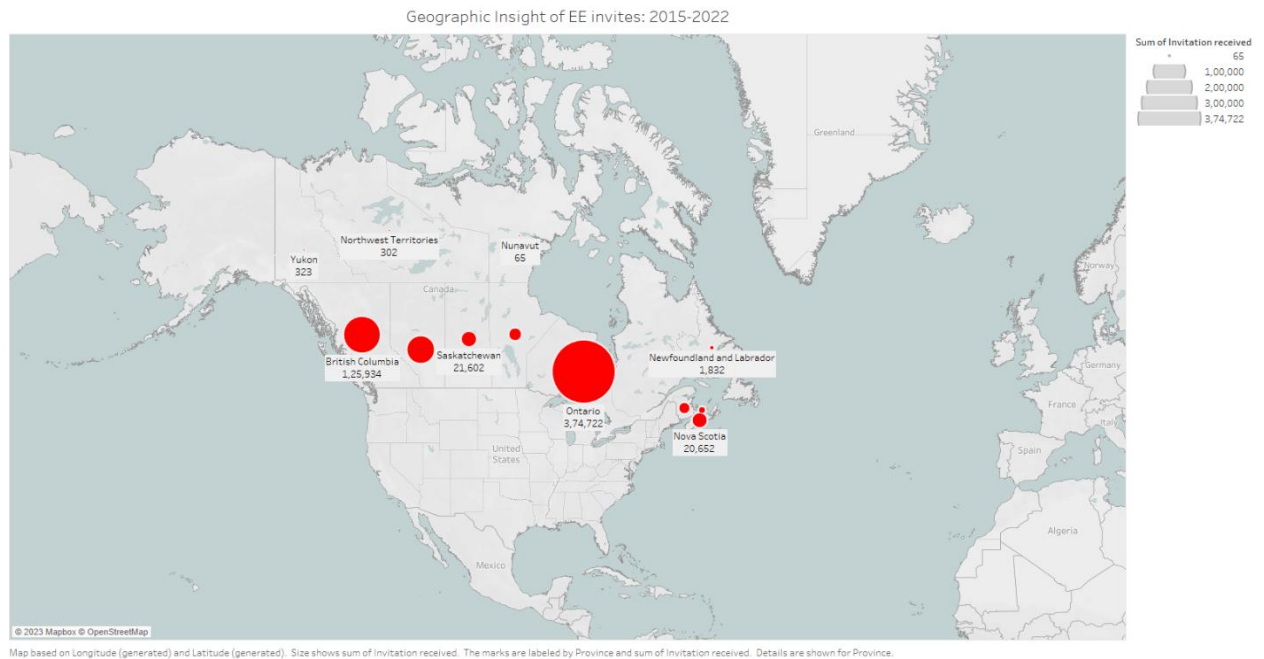 Geographic Insight of EE invites: 2015-2022
Sum of Invitation received
65
1,00,000
2,00,000
3,00,000
3,74,722
Greenland
Northwest Territories
302
Nunavut
65
Yukon
323
Norway
Canada
British Columbia
1,25,934
Saskatchewan
21,602
Newfoundland and Labrador
1,832
Germany
Ontario
3,74,722
France
Italy
Nova Scotia
20,652
United
States
Spain
Algeria
Mexico
© 2023 Mapbox © OpenStreetMap
Map based on Longitude (generated) and Latitude (generated). Size shows sum of Invitation received. The marks are labeled by Province and sum of Invitation received. Details are shown for Province.